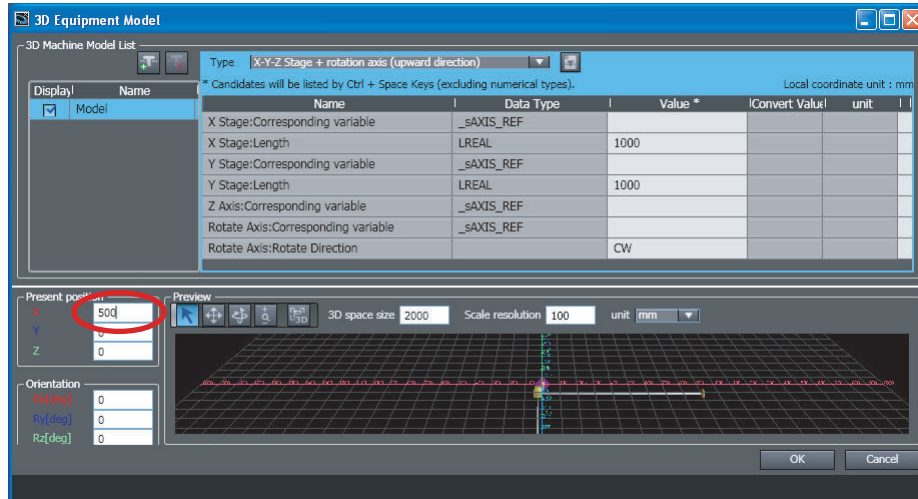 3D Equipment Model
3D Machine Model List
Display Name
Model
Type X-Y-Z Stage + rotation axis (upward direction)
* Candidates will be listed by Ctrl + Space Keys (excluding numerical types). Local coordinate unit : mm
Name Data Type Value * Convert Value unit
X Stage:Corresponding variable _sAXIS_REF
X Stage:Length LREAL 1000
Y Stage:Corresponding variable _sAXIS_REF
Y Stage:Length LREAL 1000
Z Axis:Corresponding variable _sAXIS_REF
Rotate Axis:Corresponding variable _sAXIS_REF
Rotate Axis:Rotate Direction CW
Present position
X 500
Y 0
Z 0
Orientation
Rx[deg] 0
Ry[deg] 0
Rz[deg] 0
Preview
3D space size 2000 Scale resolution 100 unit mm
OK Cancel